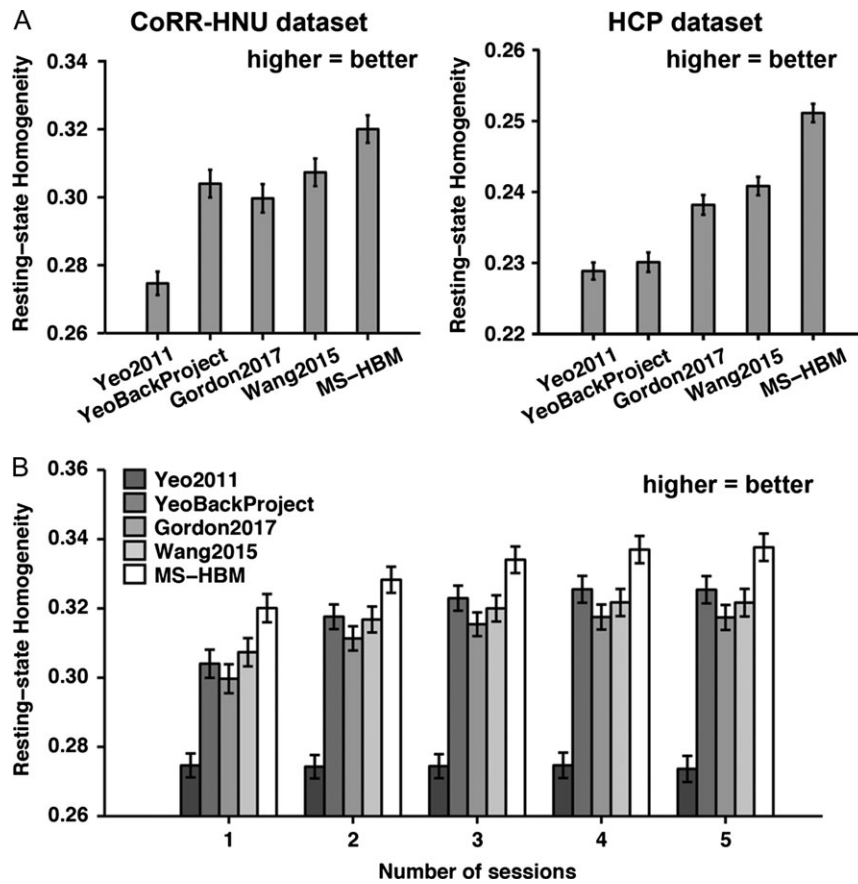 A
CoRR-HNU dataset
higher = better
Resting-state Homogeneity
0.34
0.32
0.30
0.28
0.26
Yeo2011
YeoBackProject
Gordon2017
Wang2015
MS-HBM
HCP dataset
higher = better
Resting-state Homogeneity
0.26
0.25
0.24
0.23
0.22
Yeo2011
YeoBackProject
Gordon2017
Wang2015
MS-HBM
B
Yeo2011
YeoBackProject
Gordon2017
Wang2015
MS-HBM
higher = better
Resting-state Homogeneity
0.36
0.34
0.32
0.30
0.28
0.26
1
2
3
4
5
Number of sessions